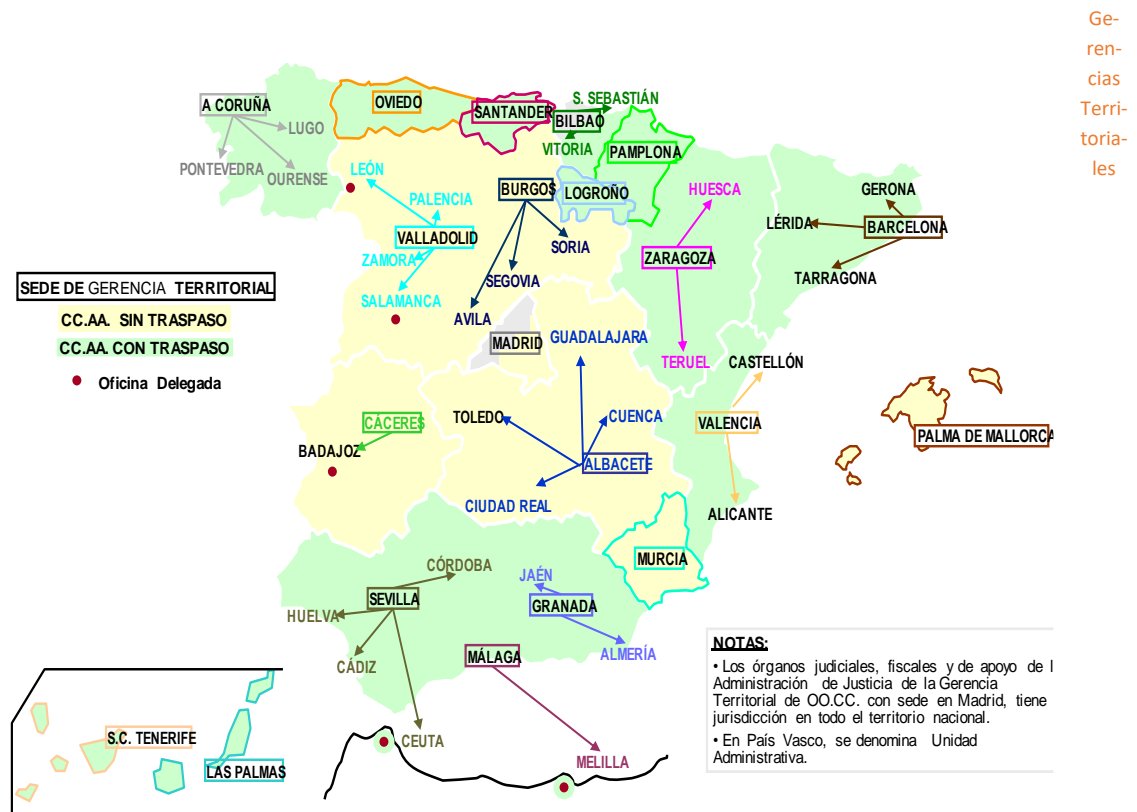 Ge-
ren-
cias
Terri-
toria-
les
A CORUÑA
LUGO
PONTEVEDRA
OURENSE
OVIEDO
SANTANDER
S. SEBASTIÁN
BILBAO
VITORIA
PAMPLONA
LEÓN
PALENCIA
VALLADOLID
ZAMORA
SALAMANCA
BURGOS
SORIA
SEGOVIA
AVILA
LOGROÑO
HUESCA
ZARAGOZA
TERUEL
GERONA
LÉRIDA
BARCELONA
TARRAGONA
SEDE DE GERENCIA TERRITORIAL
CC.AA. SIN TRASPASO
CC.AA. CON TRASPASO
Oficina Delegada
MADRID
GUADALAJARA
TOLEDO
CUENCA
ALBACETE
CIUDAD REAL
CASTELLÓN
VALENCIA
ALICANTE
PALMA DE MALLORCA
CÁCERES
BADAJOZ
MURCIA
CÓRDOBA
SEVILLA
HUELVA
CÁDIZ
CEUTA
JAÉN
GRANADA
ALMERÍA
MÁLAGA
MELILLA
S.C. TENERIFE
LAS PALMAS
NOTAS:
• Los órganos judiciales, fiscales y de apoyo de l
Administración de Justicia de la Gerencia
Territorial de OO.CC. con sede en Madrid, tiene
jurisdicción en todo el territorio nacional.
• En País Vasco, se denomina Unidad
Administrativa.